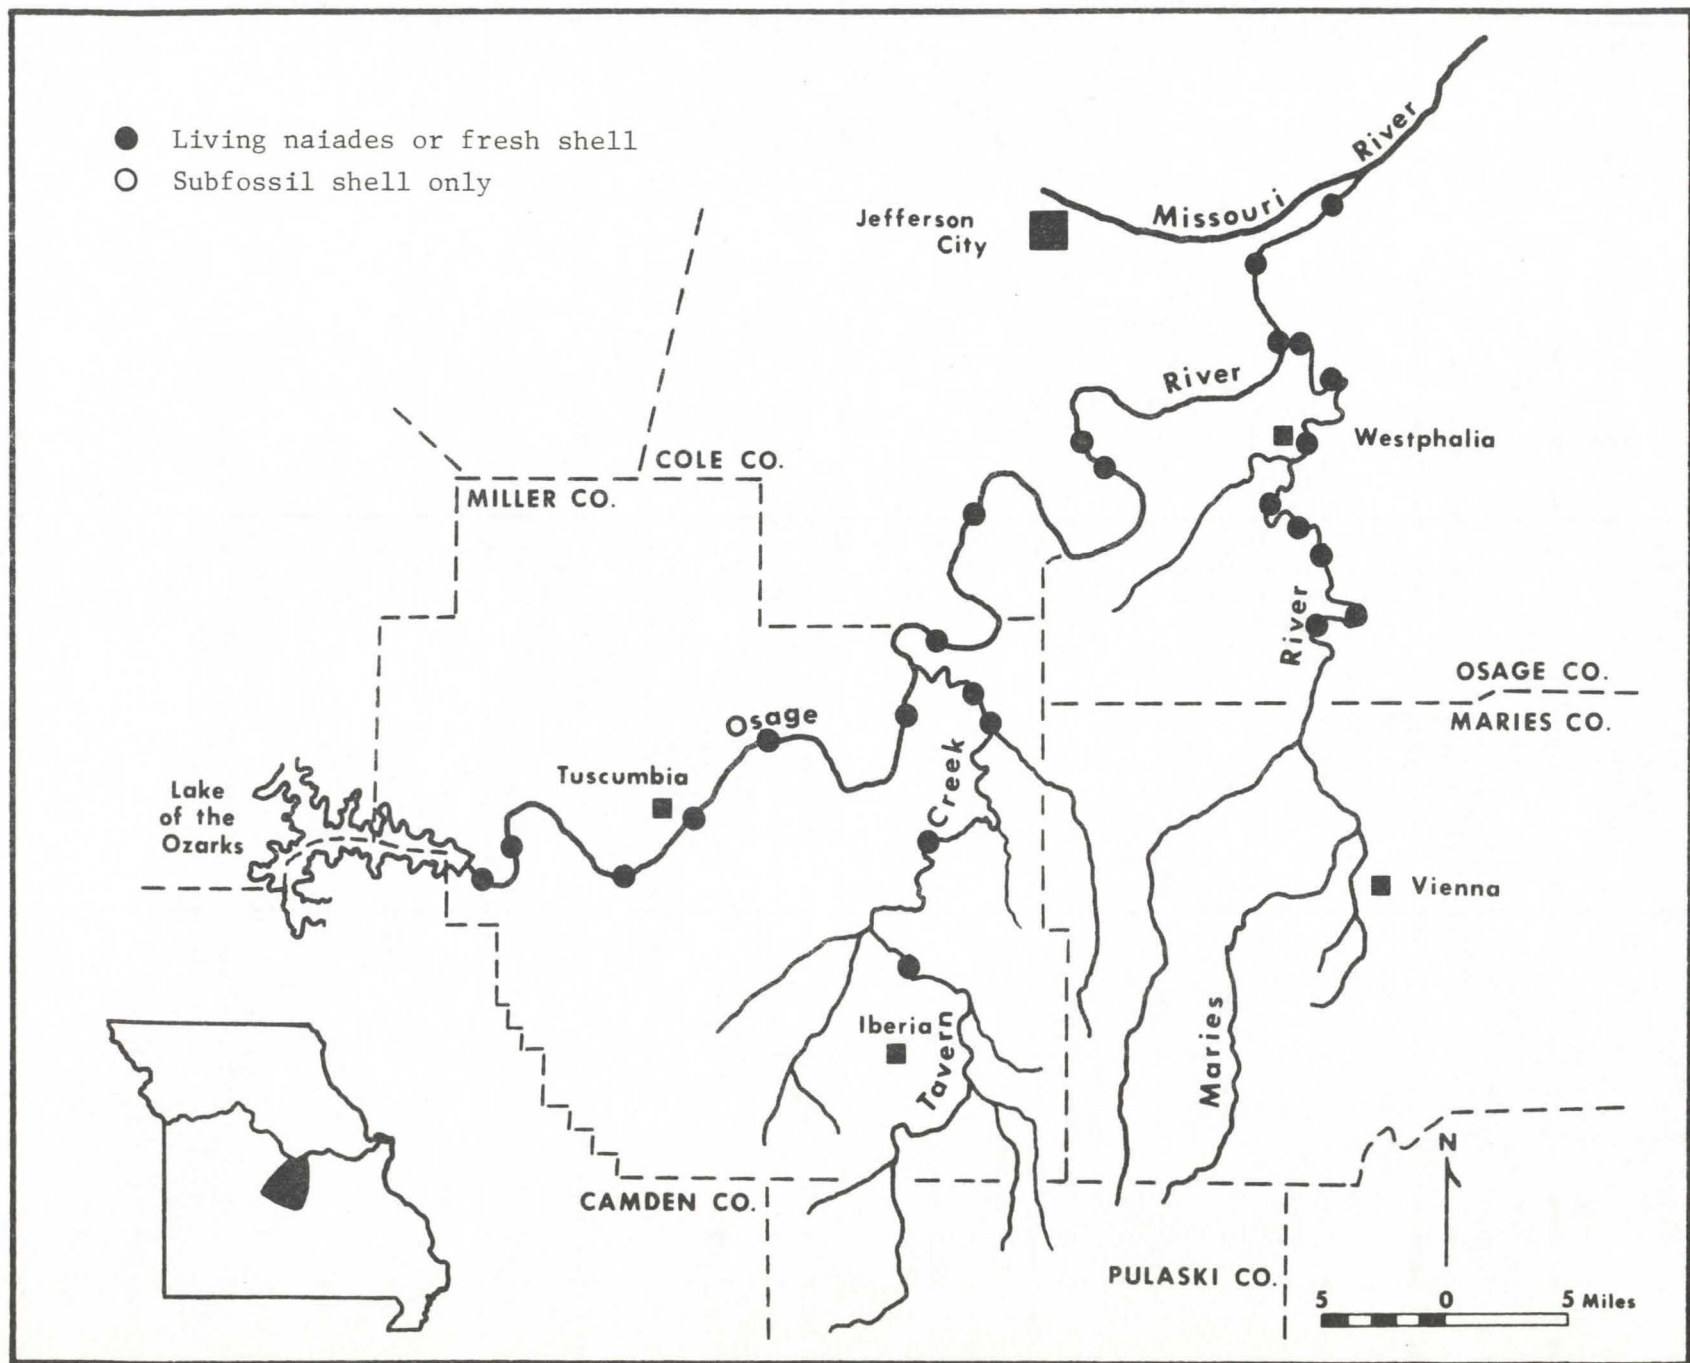 Living naiades or fresh shell
Subfossil shell only
Missouri River
Jefferson
City
River
Westphalia
COLE CO.
MILLER CO.
River
OSAGE CO.
MARIES CO.
Osage
Tuscumbia
Creek
Lake
of the
Ozarks
Vienna
Iberia
Tavern
Maries
N
CAMDEN CO.
PULASKI CO.
5 0 5 Miles